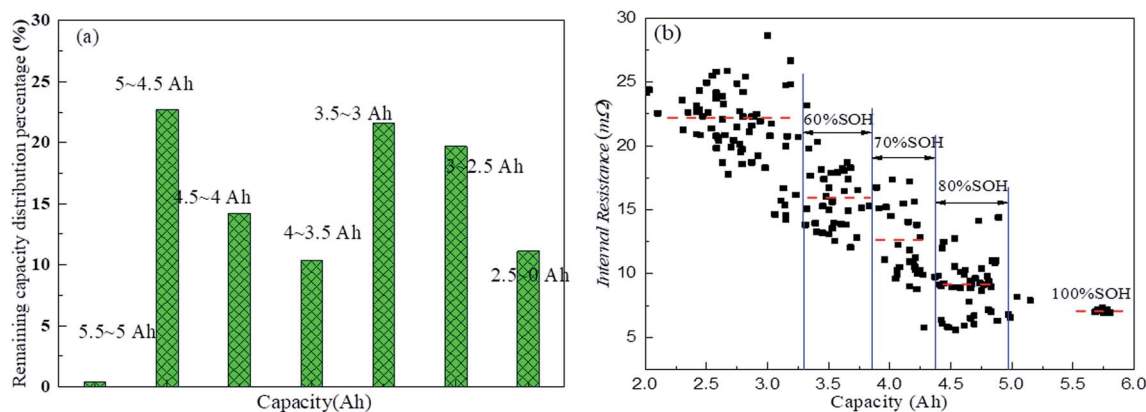 (a)
Remaining capacity distribution percentage (%)
30
25
20
15
10
5
0
5.5~5 Ah
5~4.5 Ah
4.5~4 Ah
4~3.5 Ah
3.5~3 Ah
3~2.5 Ah
2.5~0 Ah
Capacity(Ah)
(b)
Internal Resistance (mΩ)
30
25
20
15
10
5
60%SOH
70%SOH
80%SOH
100%SOH
2.0 2.5 3.0 3.5 4.0 4.5 5.0 5.5 6.0
Capacity (Ah)